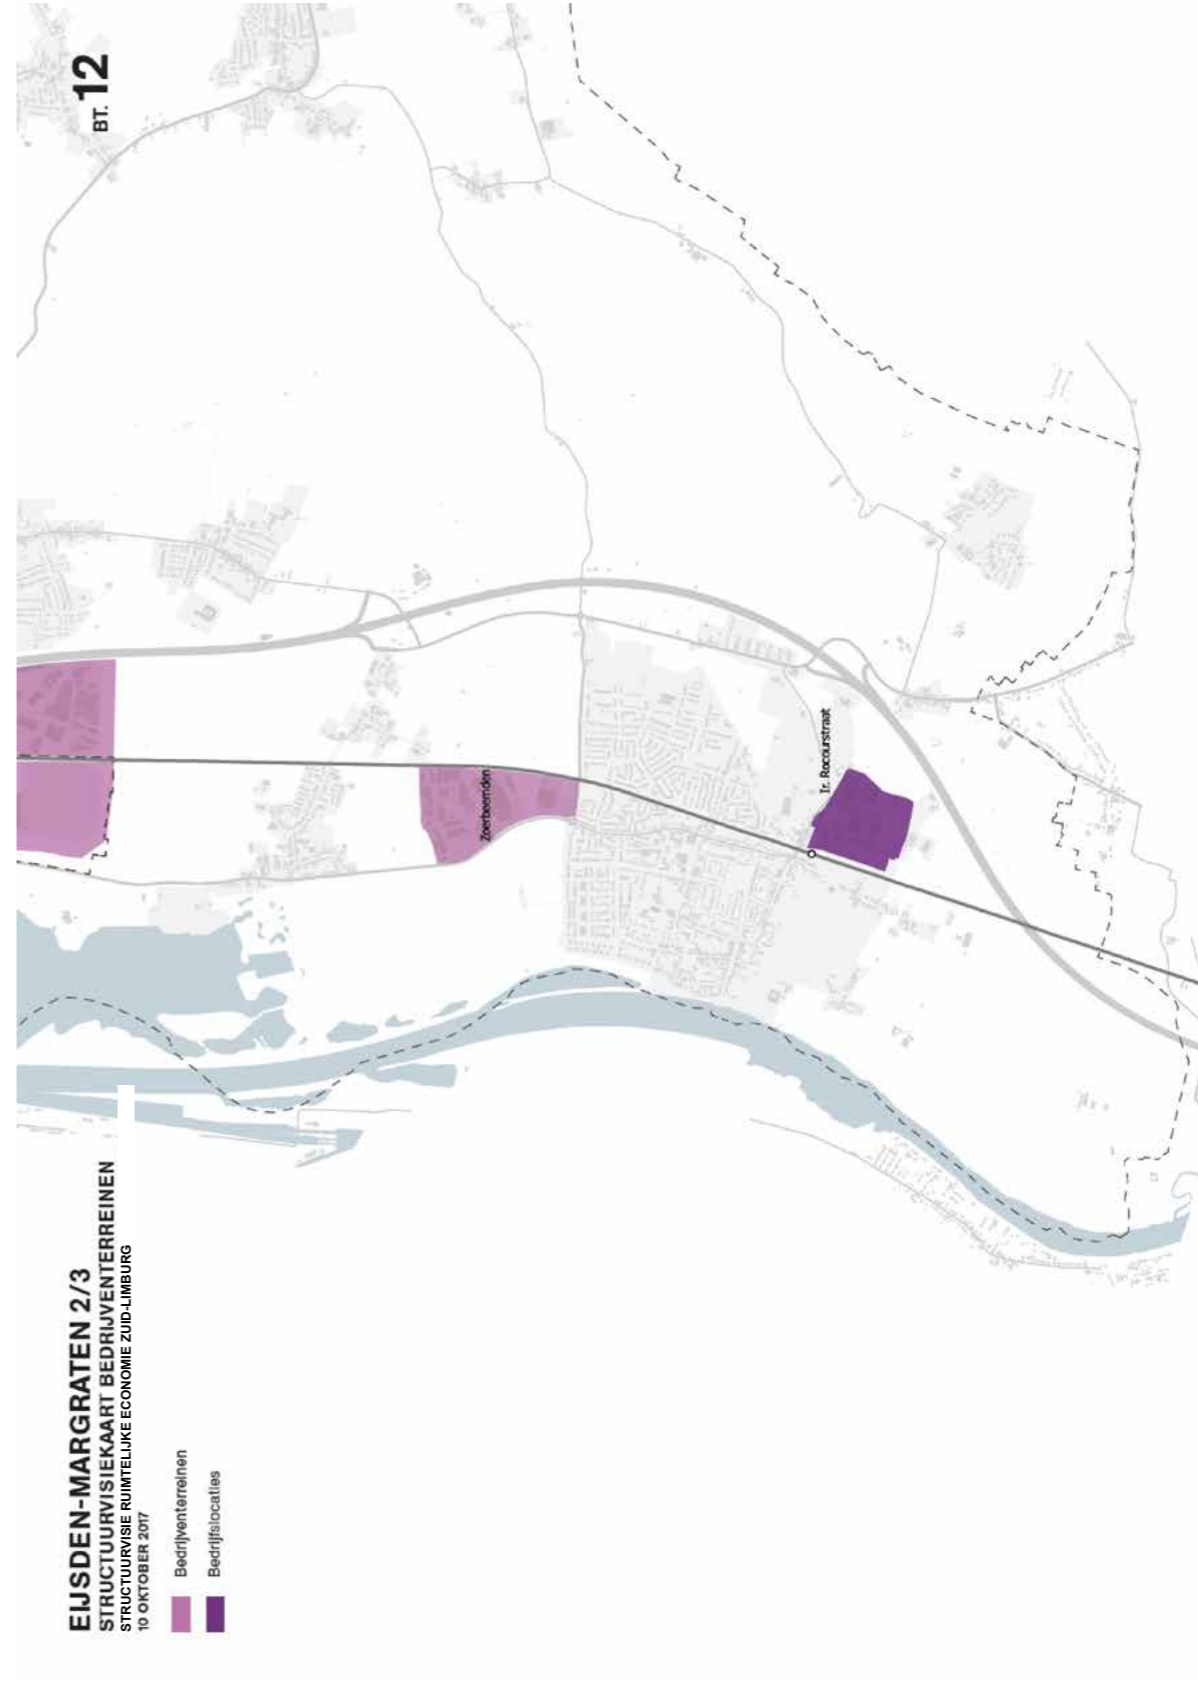 EIJSDEN-MARGRATEN 2/3
STRUCTUURVISIEKAART BEDRIJVENTERREINEN
STRUCTUURVISIE RUIMTELIJKE ECONOMIE ZUID-LIMBURG
10 OKTOBER 2017
Bedrijventerreinen
Bedrijfslocaties
BT. 12
Zoerbeemden
Ir. Rocourstraat